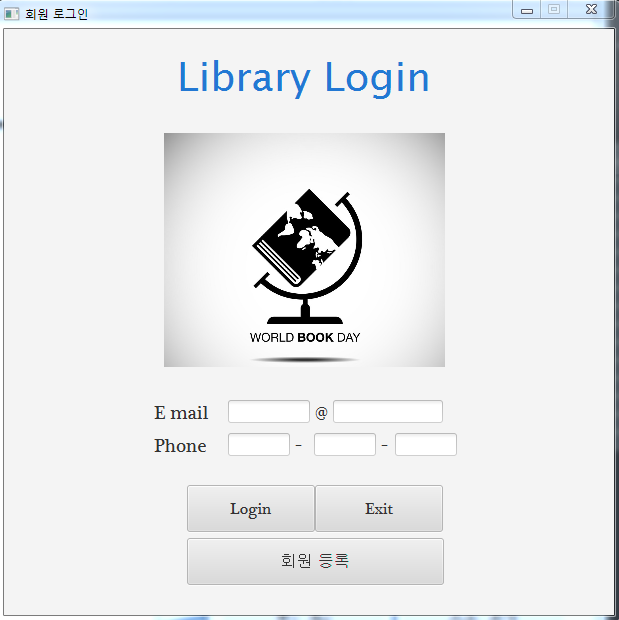 회원 로그인
Library Login
WORLD BOOK DAY
E mail @
Phone - -
Login Exit
회원 등록